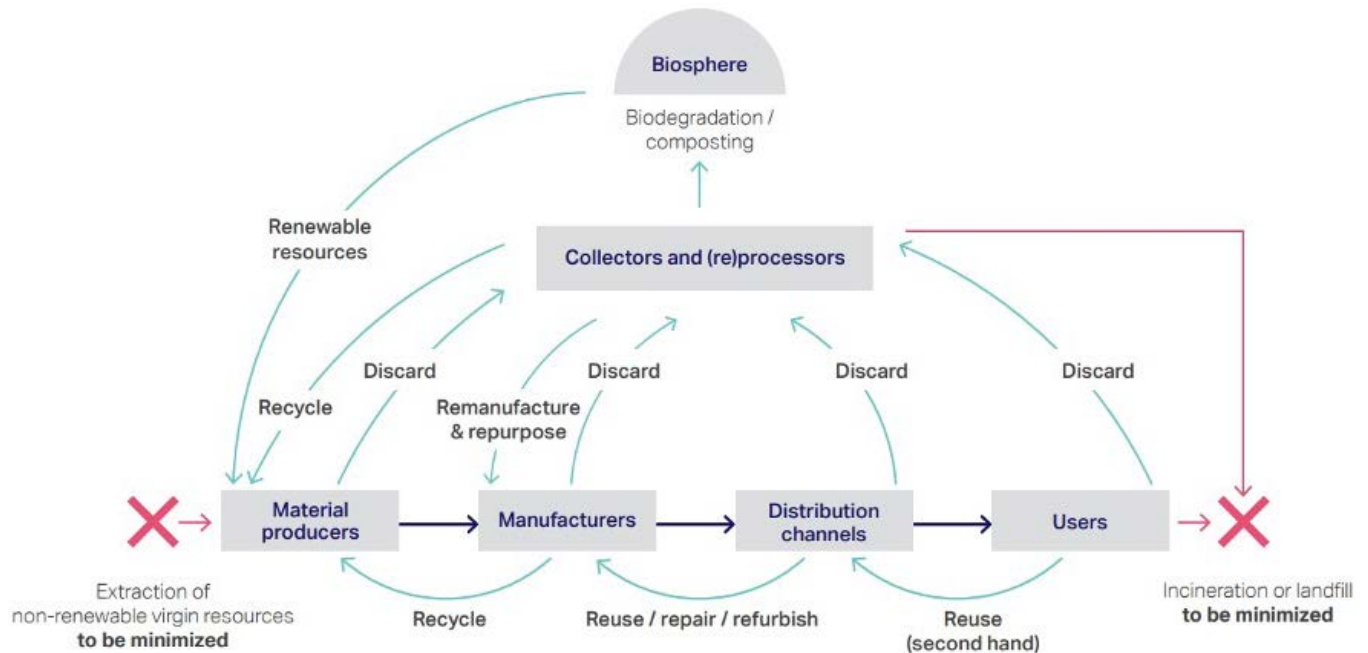 Biosphere
Biodegradation /
composting
Renewable
resources
Collectors and (re)processors
Discard
Discard
Discard
Discard
Recycle
Remanufacture
& repurpose
Material
producers
Manufacturers
Distribution
channels
Users
Extraction of
non-renewable virgin resources
to be minimized
Recycle
Reuse / repair / refurbish
Reuse
(second hand)
Incineration or landfill
to be minimized